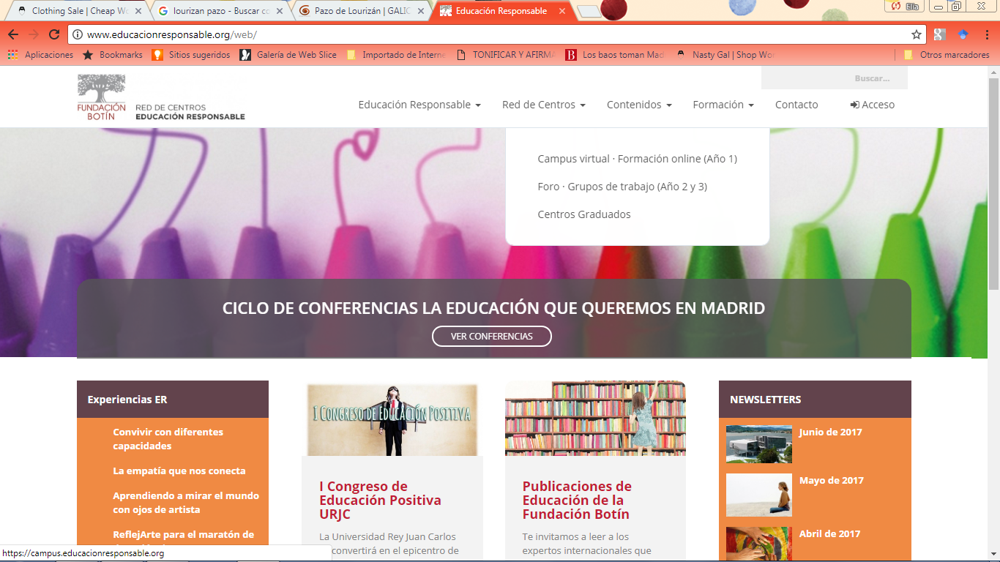 Clothing Sale | Cheap Wo
lourizan pazo - Buscar co
Pazo de Lourizán | GALIC
Educación Responsable
Elia
www.educacionresponsable.org/web/
Aplicaciones
Bookmarks
Sitios sugeridos
Galería de Web Slice
Importado de Interne
TONIFICAR Y AFIRMA
Los baos toman Mad
Nasty Gal | Shop Wor
Otros marcadores
Buscar...
FUNDACIÓN
BOTÍN
RED DE CENTROS
EDUCACIÓN RESPONSABLE
Educación Responsable
Red de Centros
Contenidos
Formación
Contacto
Acceso
Campus virtual · Formación online (Año 1)
Foro · Grupos de trabajo (Año 2 y 3)
Centros Graduados
CICLO DE CONFERENCIAS LA EDUCACIÓN QUE QUEREMOS EN MADRID
VER CONFERENCIAS
Experiencias ER
Convivir con diferentes
capacidades
La empatía que nos conecta
Aprendiendo a mirar el mundo
con ojos de artista
ReflejArte para el maratón de
I CONGRESO DE EDUCACIÓN POSITIVA
I Congreso de
Educación Positiva
URJC
La Universidad Rey Juan Carlos
convertirá en el epicentro de
Publicaciones de
Educación de la
Fundación Botín
Te invitamos a leer a los
expertos internacionales que
NEWSLETTERS
Junio de 2017
Mayo de 2017
Abril de 2017
https://campus.educacionresponsable.org